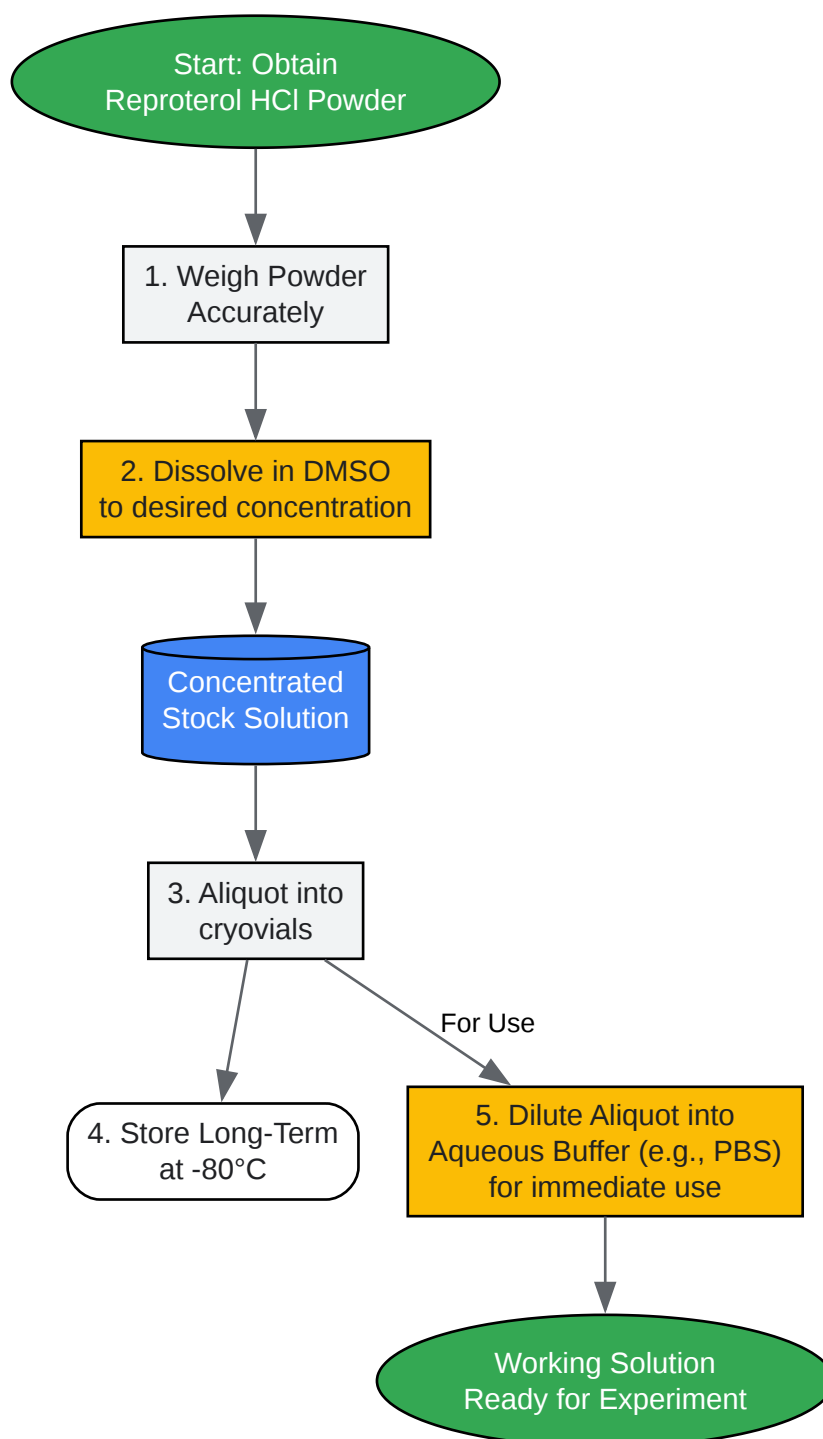 Start: Obtain
Reproterol HCl Powder
1. Weigh Powder
Accurately
2. Dissolve in DMSO
to desired concentration
Concentrated
Stock Solution
3. Aliquot into
cryovials
For Use
4. Store Long-Term
at -80°C
5. Dilute Aliquot into
Aqueous Buffer (e.g., PBS)
for immediate use
Working Solution
Ready for Experiment